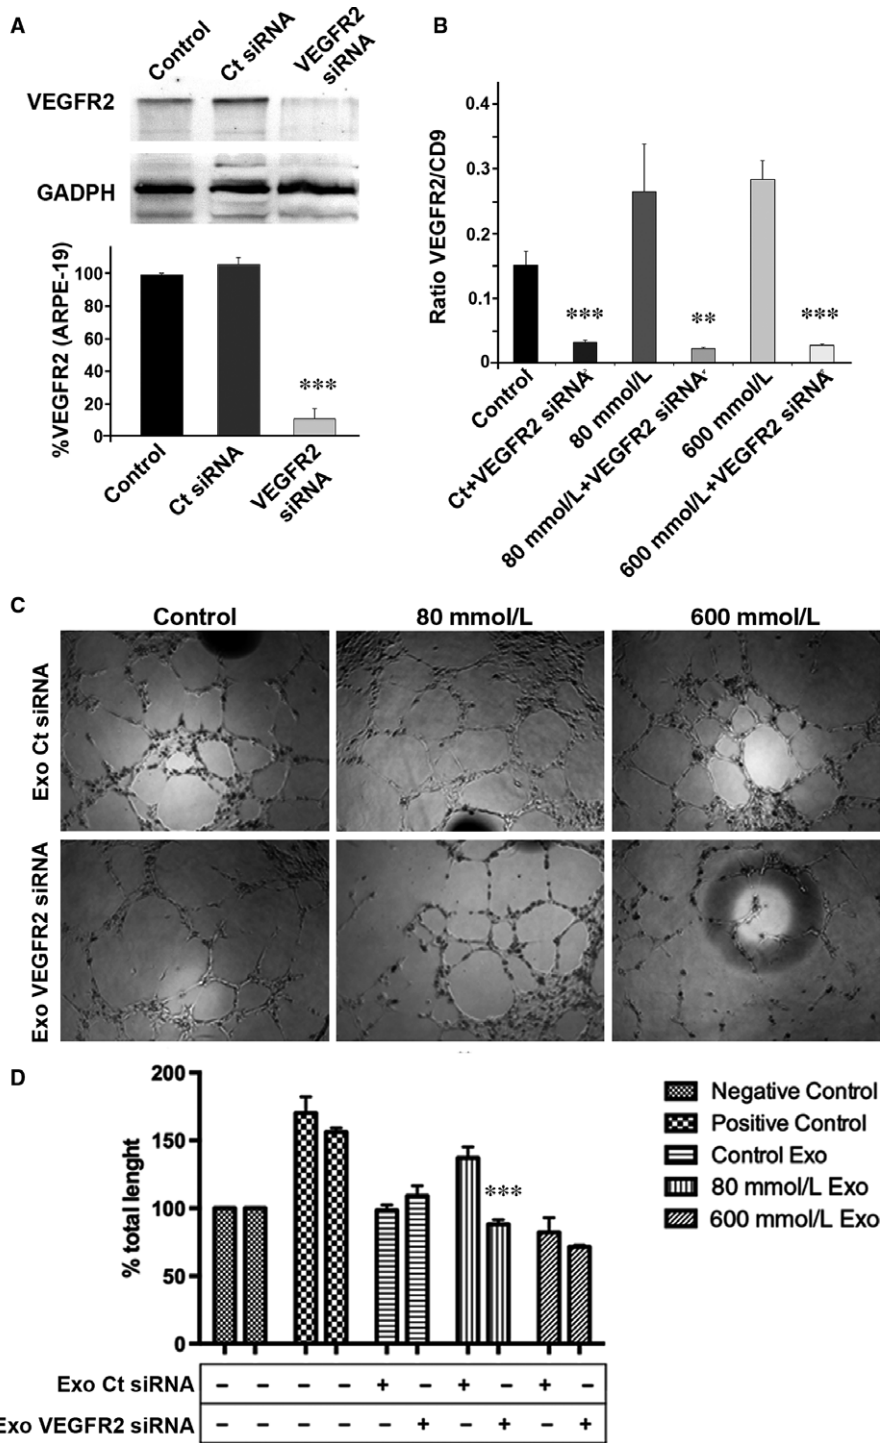 A
Control
Ct siRNA
VEGFR2
siRNA
VEGFR2
GADPH
%VEGFR2 (ARPE-19)
100
80
60
40
20
0
***
Control
Ct siRNA
VEGFR2
siRNA
B
Ratio VEGFR2/CD9
0.4
0.3
0.2
0.1
0
***
**
***
Control
Ct+VEGFR2 siRNA
80 mmol/L
80 mmol/L+VEGFR2 siRNA
600 mmol/L
600 mmol/L+VEGFR2 siRNA
C
Control
80 mmol/L
600 mmol/L
Exo Ct siRNA
Exo VEGFR2 siRNA
D
% total lenght
200
150
100
50
0
***
Negative Control
Positive Control
Control Exo
80 mmol/L Exo
600 mmol/L Exo
Exo Ct siRNA - - - - + - + - + -
Exo VEGFR2 siRNA - - - - - + - + - +